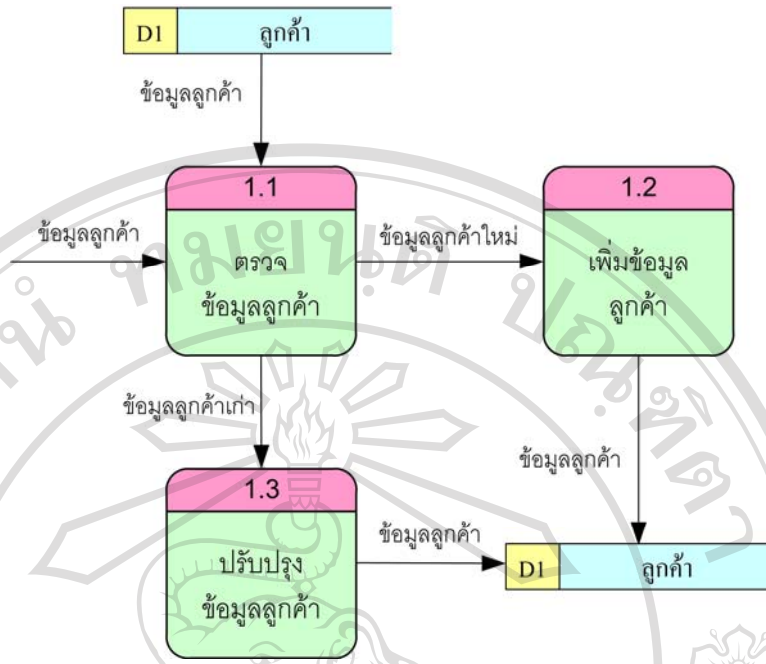 D1 ลูกค้า
ข้อมูลลูกค้า
1.1
1.2
ข้อมูลลูกค้า
ตรวจ
ข้อมูลลูกค้า
ข้อมูลลูกค้าใหม่
เพิ่มข้อมูล
ลูกค้า
ข้อมูลลูกค้าเก่า
ข้อมูลลูกค้า
1.3
ปรับปรุง
ข้อมูลลูกค้า
ข้อมูลลูกค้า
D1 ลูกค้า